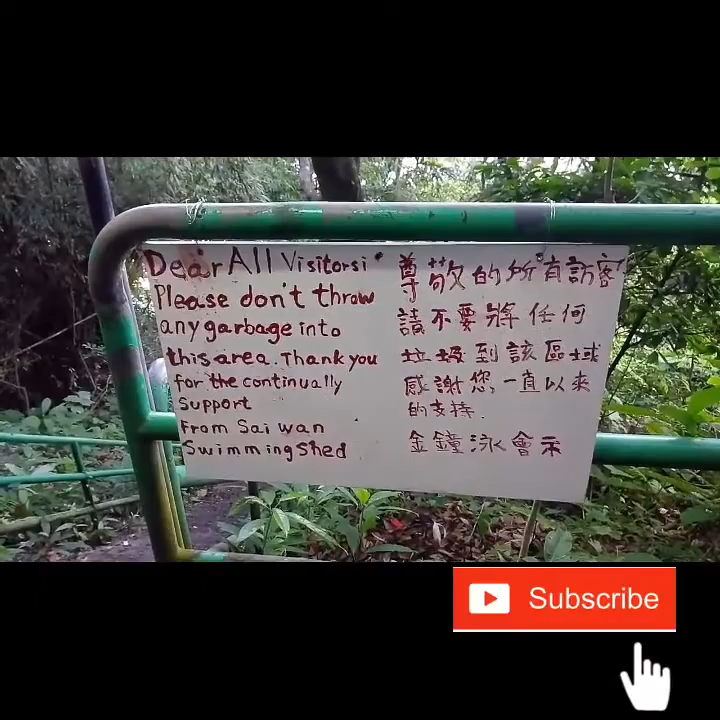 Dear All Visitorsi
Please don't throw
any garbage into
this area. Thank you
for the continually
support
From Sai wan
Swimming Shed
尊敬的所有訪客
請不要將任何
垃圾到該區域
感謝您一直以來
的支持.
金鐘泳會示
Subscribe